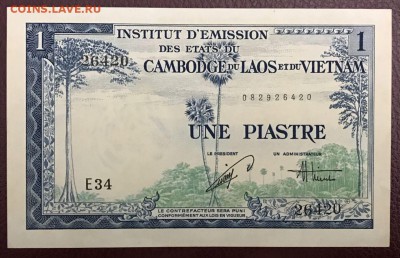 COINS.LAVE.RU
1 INSTITUT D'EMISSION 1
DES ETATS DU
26420 CAMBODGE DU LAOS ET DU VIETNAM
082926420
UNE PIASTRE
LE PRESIDENT UN ADMINISTRATEUR
E34
26420
LE CONTREFACTEUR SERA PUNI
CONFORMÉMENT AUX LOIS EN VIGUEUR